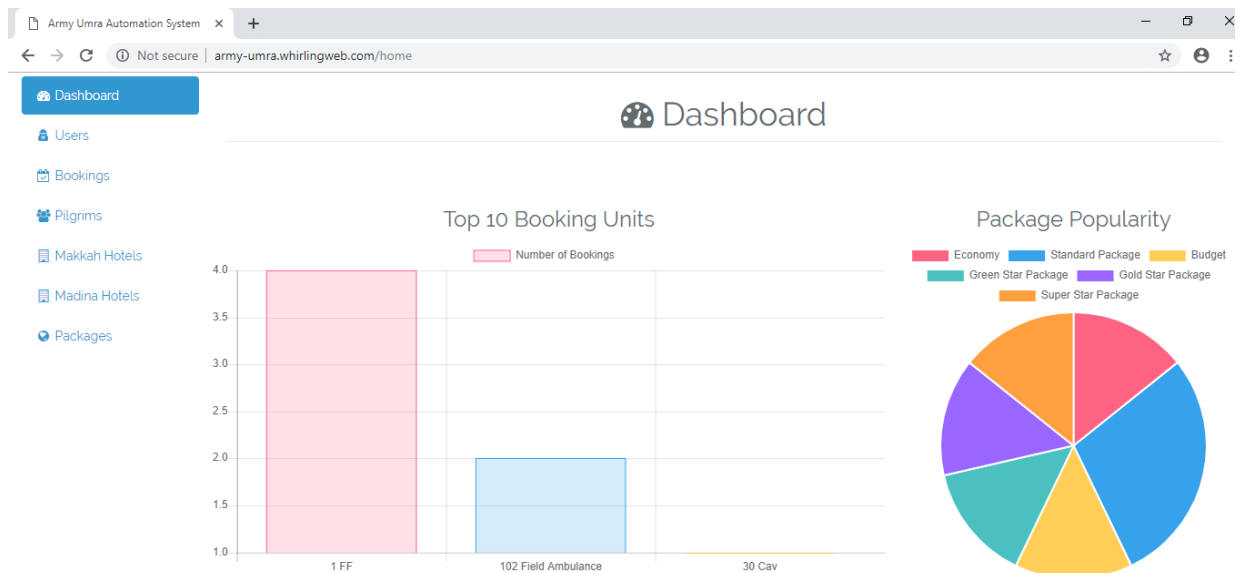 Army Umra Automation System
Not secure | army-umra.whirlingweb.com/home
Dashboard
Users
Bookings
Pilgrims
Makkah Hotels
Madina Hotels
Packages
Dashboard
Top 10 Booking Units
Number of Bookings
4.0
3.5
3.0
2.5
2.0
1.5
1.0
1 FF 102 Field Ambulance 30 Cav
Package Popularity
Economy Standard Package Budget
Green Star Package Gold Star Package
Super Star Package